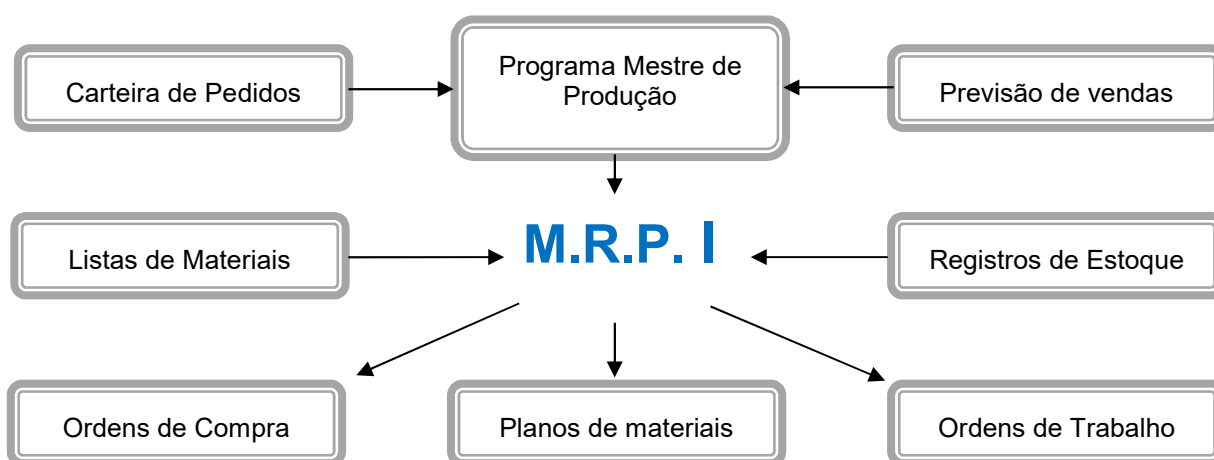 Carteira de Pedidos
Programa Mestre de
Produção
Previsão de vendas
Listas de Materiais
M.R.P. I
Registros de Estoque
Ordens de Compra
Planos de materiais
Ordens de Trabalho